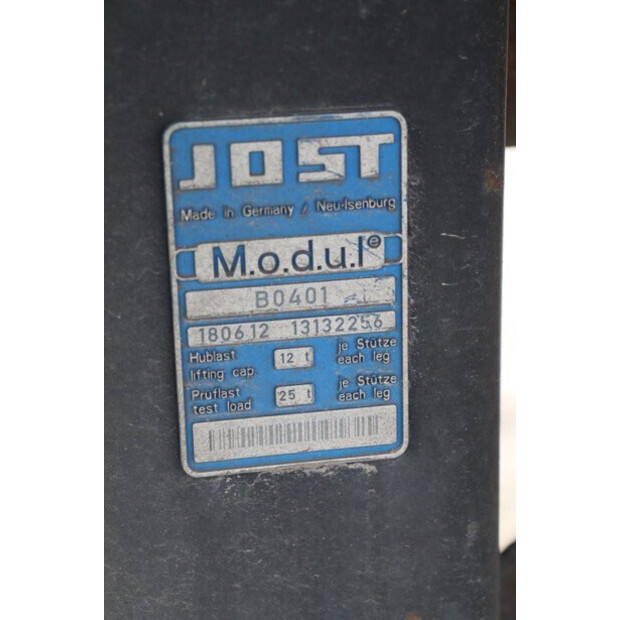 JOST
Made in Germany / Neu-Isenburg
M.o.d.u.l®
B0401
180612 13132256
Hublast 12 t je Stütze
lifting cap. each leg
Pruflast 25 t je Stütze
test load each leg